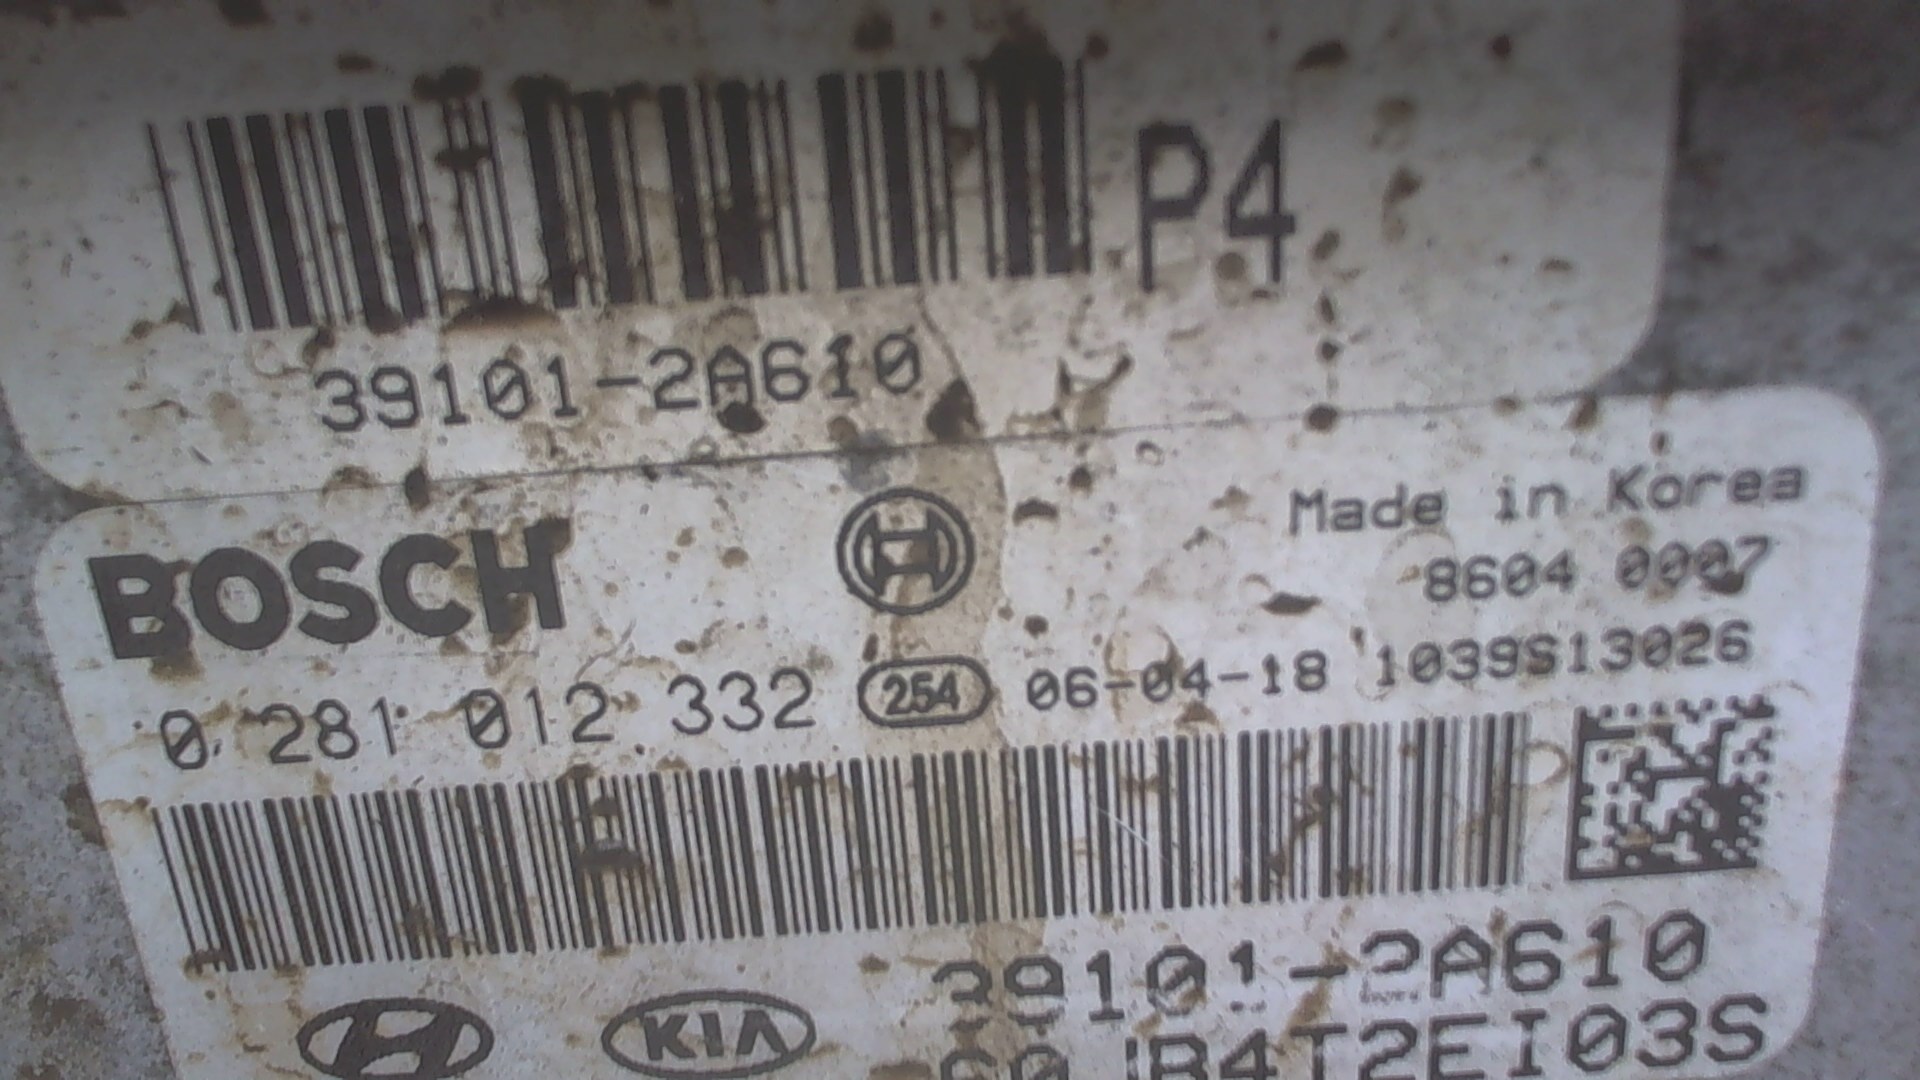 P4
39101-2A610
BOSCH
Made in Korea
8604 0007
0 281 012 332 254 06-04-18 1039S13026
39101-2A610
KIA B4T2EI03S